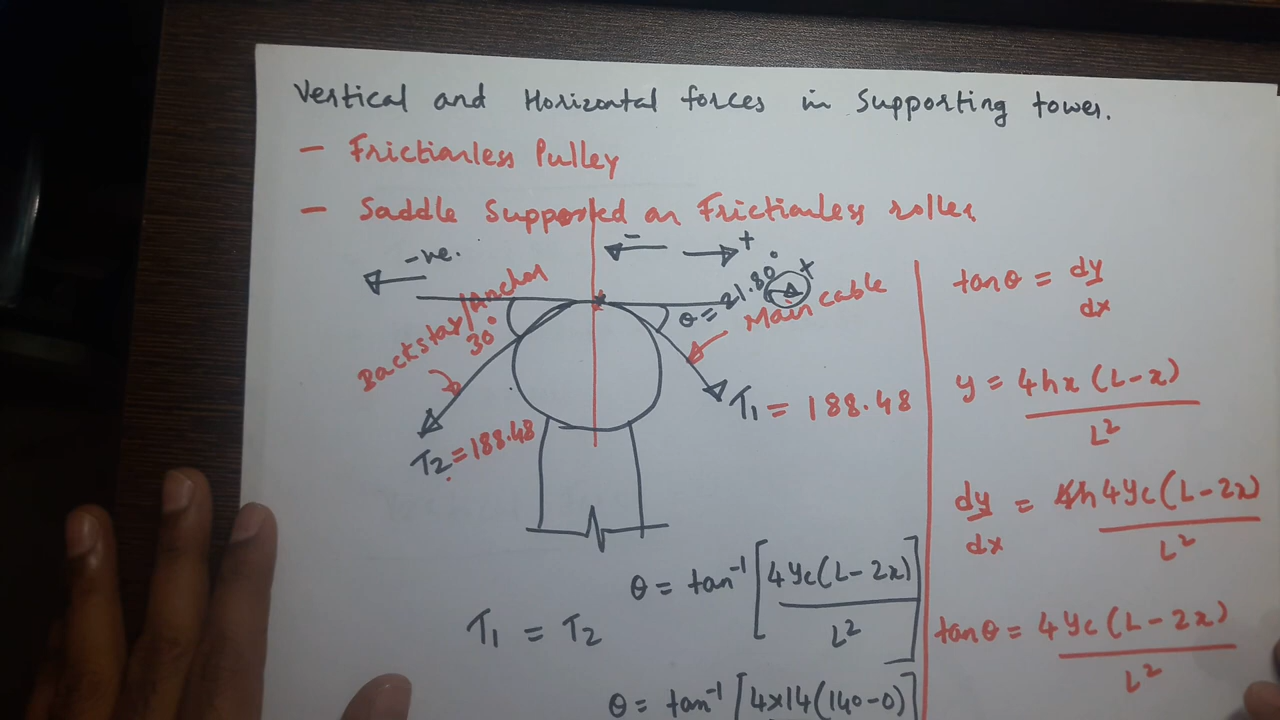 Vertical and Horizontal forces in Supporting tower.
- Frictionless Pulley
- Saddle Supported on Frictionless roller
- +
-ve.
Backstay/Anchor
30°
θ = 21.80°
+
Main cable
T₁ = 188.48
T₂ = 188.48
T₁ = T₂
θ = tan⁻¹ [4yc(L-2x) / L²]
θ = tan⁻¹ [4x14(140-0)]
tanθ = dy/dx
y = 4hx(L-x) / L²
dy/dx = 4yc(L-2x) / L²
tanθ = 4yc(L-2x) / L²